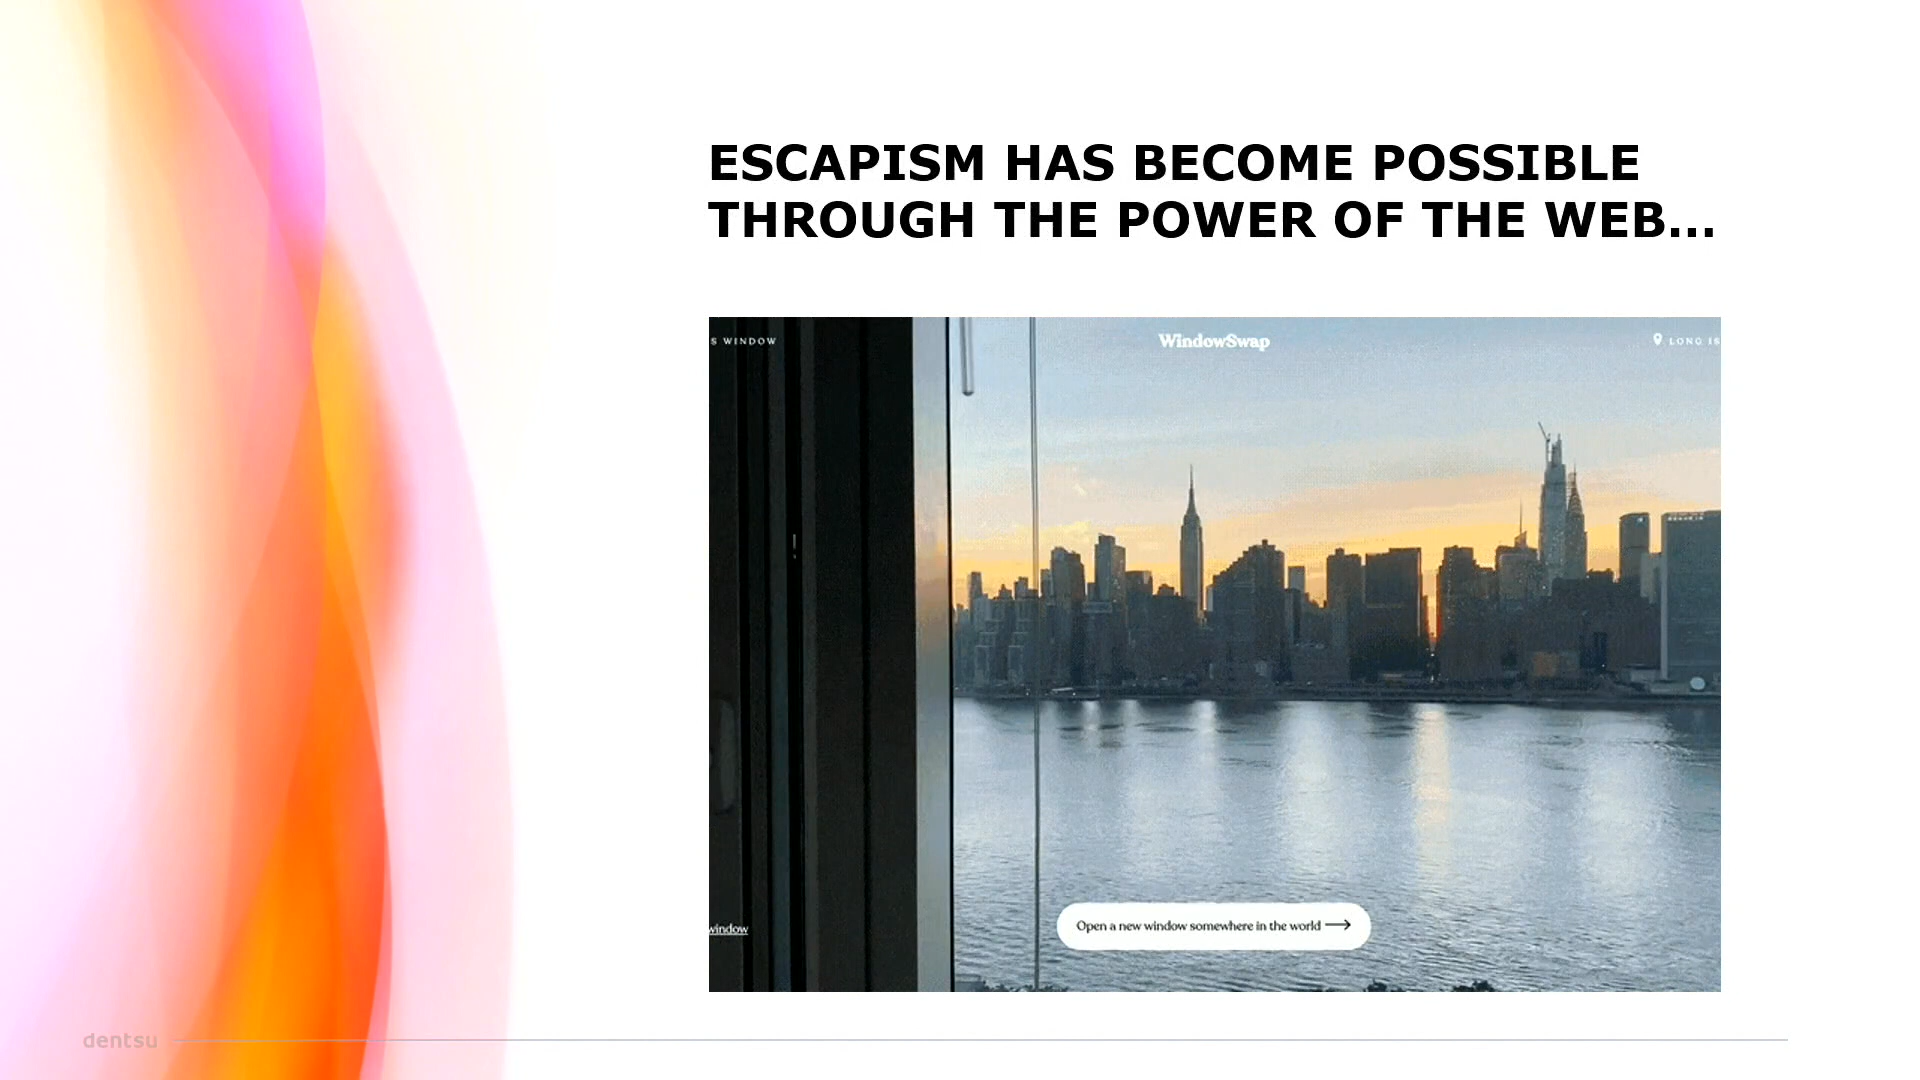 ESCAPISM HAS BECOME POSSIBLE
THROUGH THE POWER OF THE WEB...
S WINDOW
WindowSwap
LONG IS
Open a new window somewhere in the world
window
dentsu